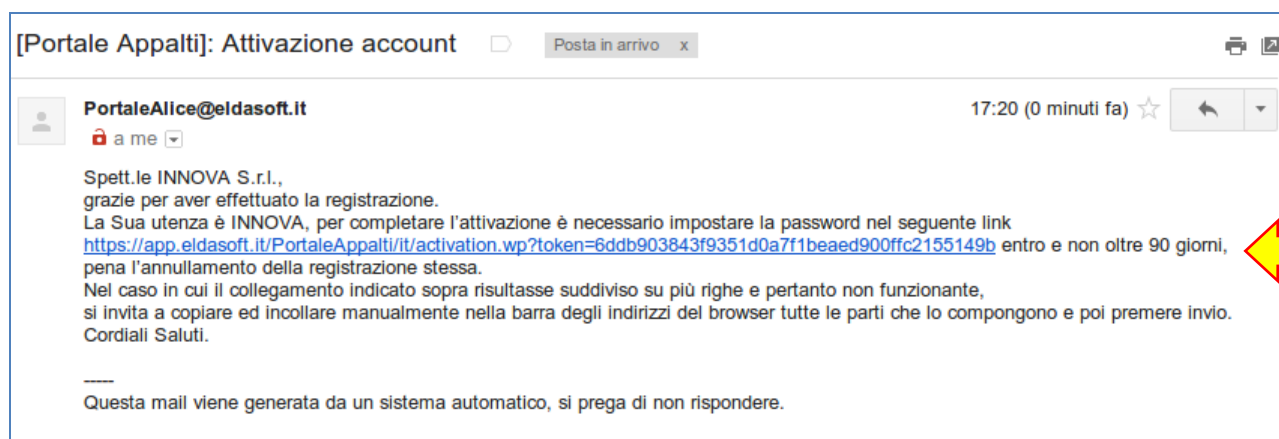 [Portale Appalti]: Attivazione account
Posta in arrivo x
PortaleAlice@eldasoft.it
17:20 (0 minuti fa)
a me
Spett.le INNOVA S.r.l.,
grazie per aver effettuato la registrazione.
La Sua utenza è INNOVA, per completare l'attivazione è necessario impostare la password nel seguente link
https://app.eldasoft.it/PortaleAppalti/it/activation.wp?token=6ddb903843f9351d0a7f1beaed900ffc2155149b entro e non oltre 90 giorni,
pena l'annullamento della registrazione stessa.
Nel caso in cui il collegamento indicato sopra risultasse suddiviso su più righe e pertanto non funzionante,
si invita a copiare ed incollare manualmente nella barra degli indirizzi del browser tutte le parti che lo compongono e poi premere invio.
Cordiali Saluti.
-----
Questa mail viene generata da un sistema automatico, si prega di non rispondere.